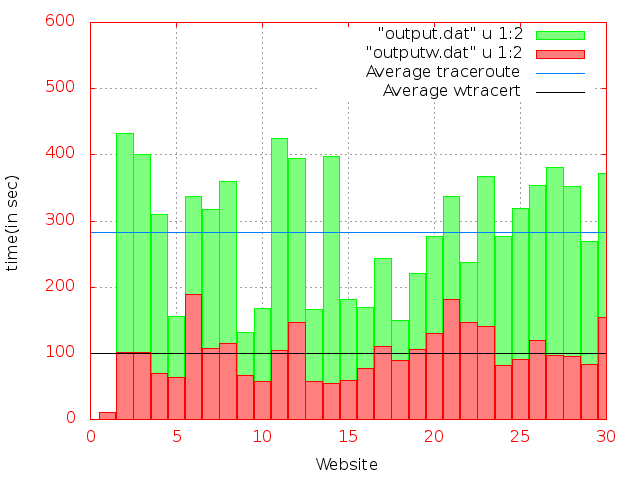 600
500
400
300
200
100
0
time(in sec)
"output.dat" u 1:2
"outputw.dat" u 1:2
Average traceroute
Average wtracert
0 5 10 15 20 25 30
Website